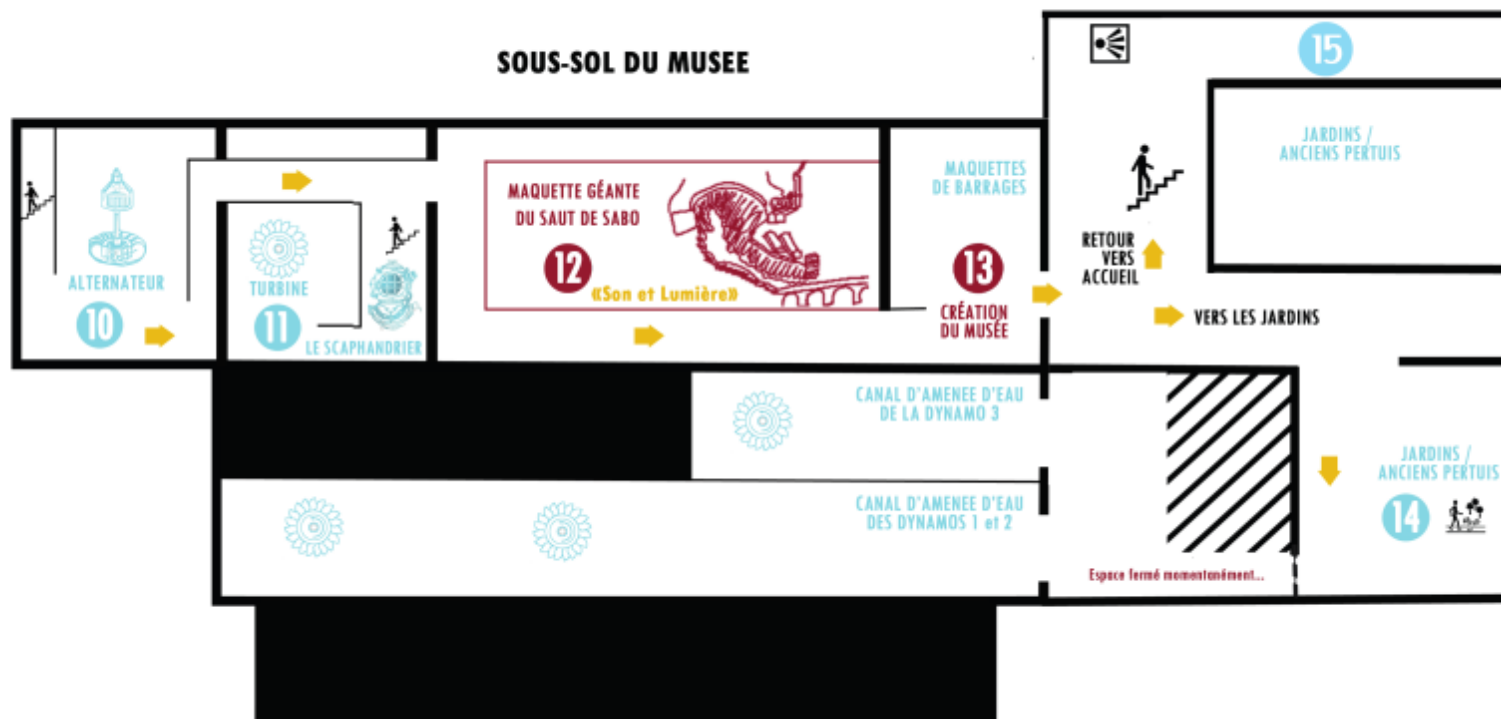 SOUS-SOL DU MUSEE
15
JARDINS /
ANCIENS PERTUIS
ALTERNATEUR
10
TURBINE
11
LE SCAPHANDRIER
MAQUETTE GÉANTE
DU SAUT DE SABO
12
«Son et Lumière»
MAQUETTES
DE BARRAGES
13
CRÉATION
DU MUSÉE
RETOUR
VERS
ACCUEIL
VERS LES JARDINS
CANAL D'AMENEE D'EAU
DE LA DYNAMO 3
CANAL D'AMENEE D'EAU
DES DYNAMOS 1 et 2
Espace fermé momentanément...
JARDINS /
ANCIENS PERTUIS
14